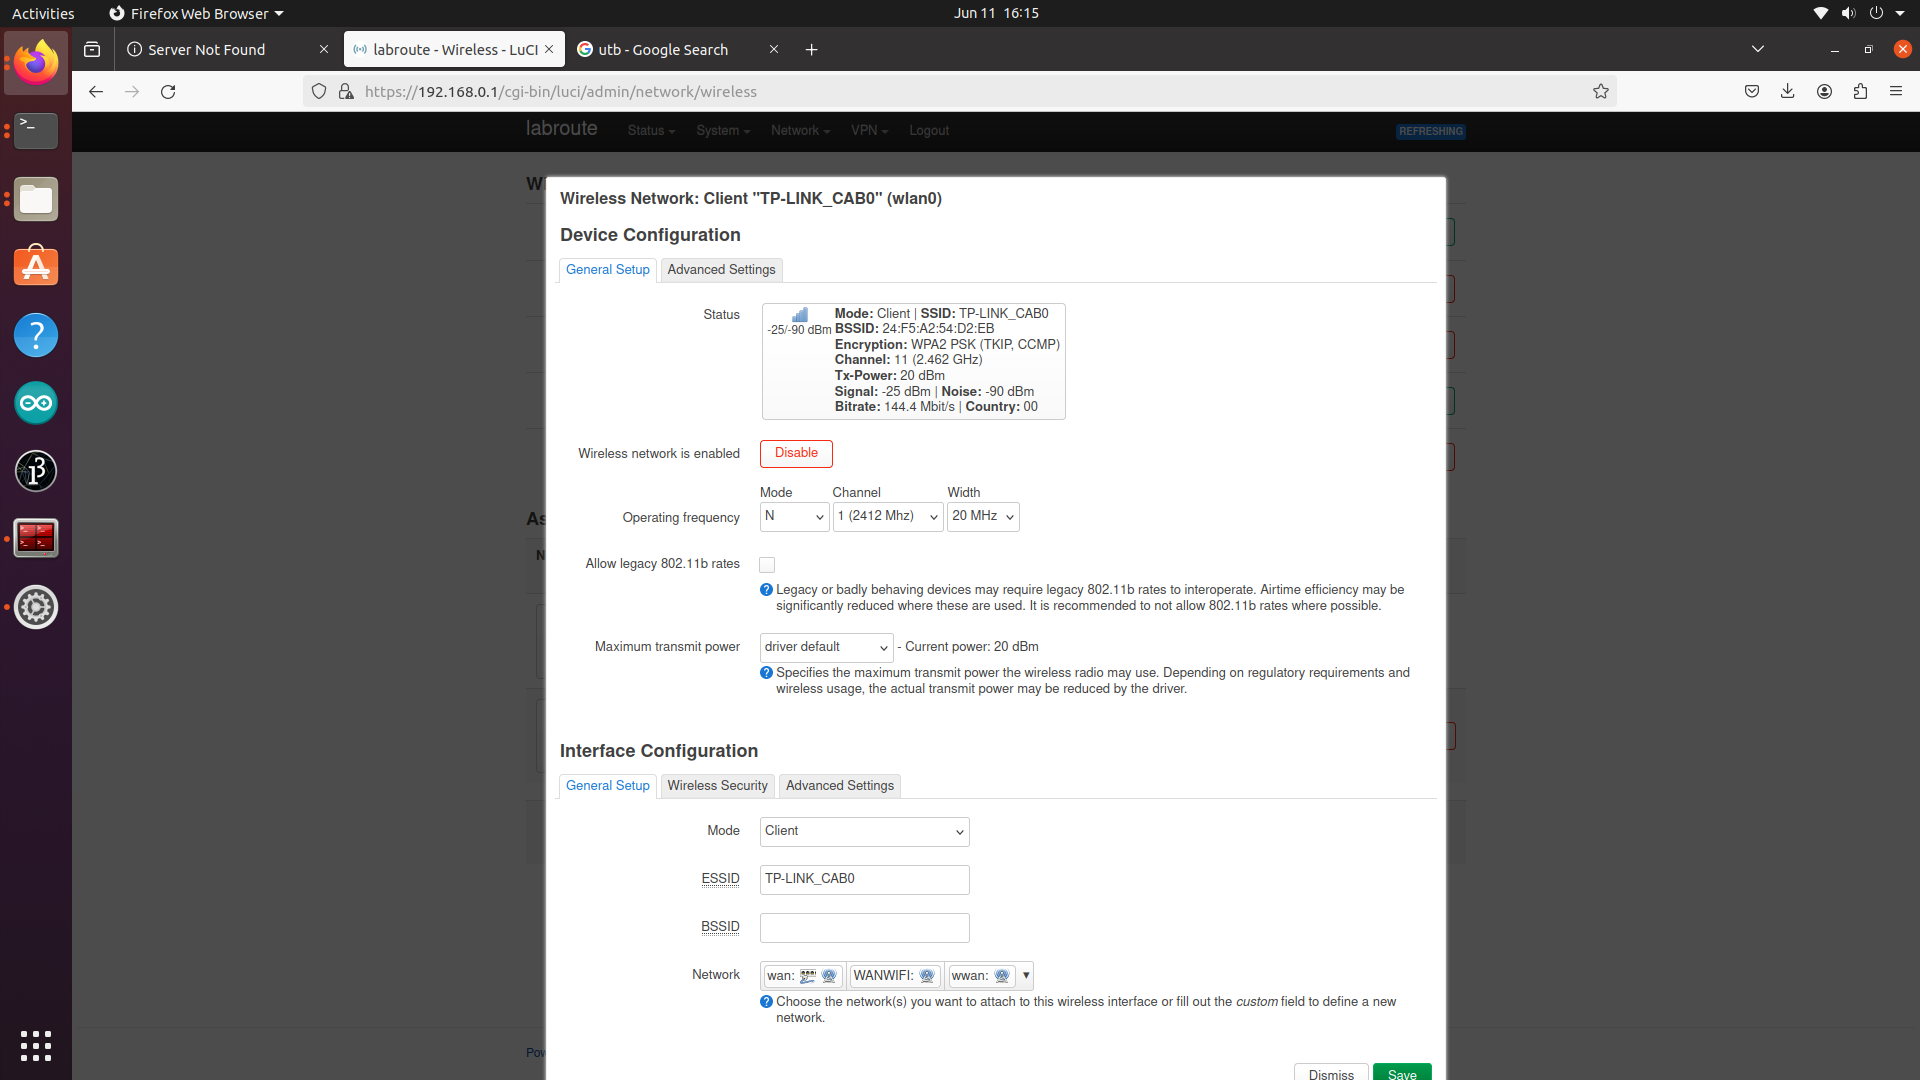 Activities
Firefox Web Browser
Jun 11 16:15
Server Not Found
labroute - Wireless - LuCI
utb - Google Search
https://192.168.0.1/cgi-bin/luci/admin/network/wireless
labroute
Status
System
Network
VPN
Logout
REFRESHING
Wi
Wireless Network: Client "TP-LINK_CAB0" (wlan0)
Device Configuration
General Setup
Advanced Settings
Status
-25/-90 dBm
Mode: Client | SSID: TP-LINK_CAB0
BSSID: 24:F5:A2:54:D2:EB
Encryption: WPA2 PSK (TKIP, CCMP)
Channel: 11 (2.462 GHz)
Tx-Power: 20 dBm
Signal: -25 dBm | Noise: -90 dBm
Bitrate: 144.4 Mbit/s | Country: 00
Wireless network is enabled
Disable
Mode
Channel
Width
Operating frequency
N
1 (2412 Mhz)
20 MHz
As
N
Allow legacy 802.11b rates
Legacy or badly behaving devices may require legacy 802.11b rates to interoperate. Airtime efficiency may be
significantly reduced where these are used. It is recommended to not allow 802.11b rates where possible.
Maximum transmit power
driver default
- Current power: 20 dBm
Specifies the maximum transmit power the wireless radio may use. Depending on regulatory requirements and
wireless usage, the actual transmit power may be reduced by the driver.
Interface Configuration
General Setup
Wireless Security
Advanced Settings
Mode
Client
ESSID
TP-LINK_CAB0
BSSID
Network
wan:
WANWIFI:
wwan:
Choose the network(s) you want to attach to this wireless interface or fill out the custom field to define a new
network.
Pow
Dismiss
Save